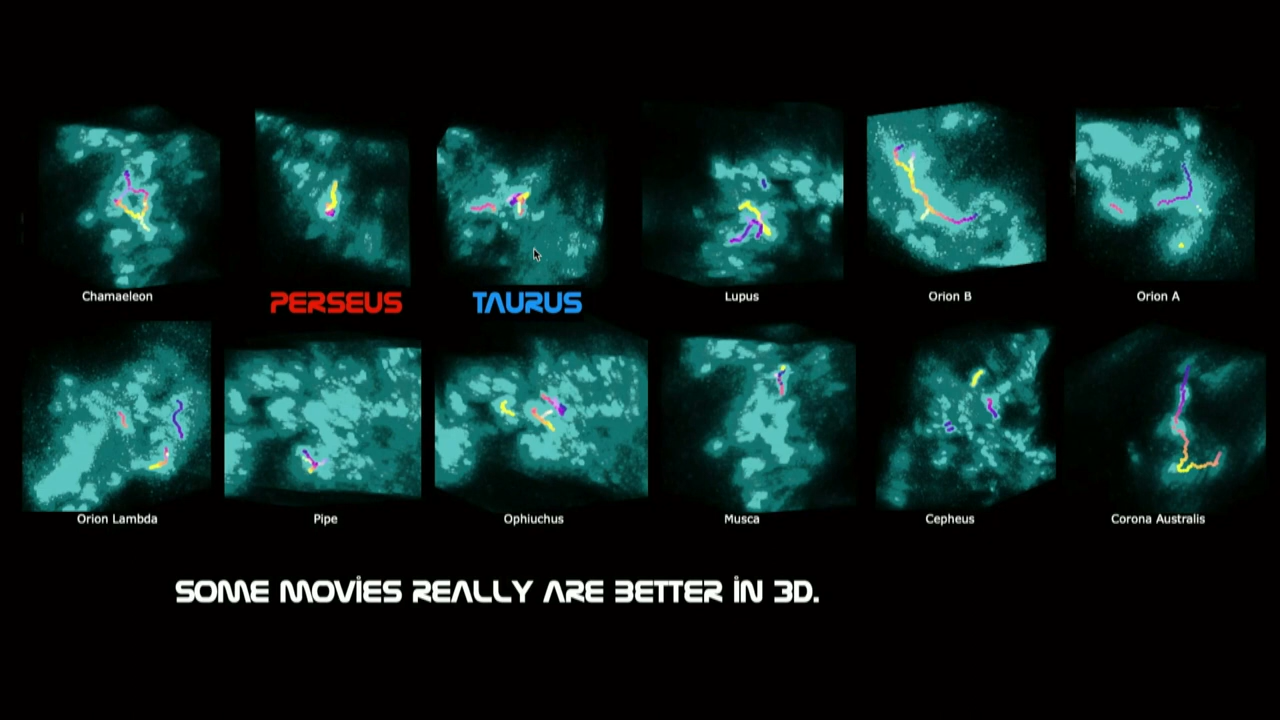 Chamaeleon
PERSEUS
TAURUS
Lupus
Orion B
Orion A
Orion Lambda
Pipe
Ophiuchus
Musca
Cepheus
Corona Australis
SOME MOVIES REALLY ARE BETTER IN 3D.